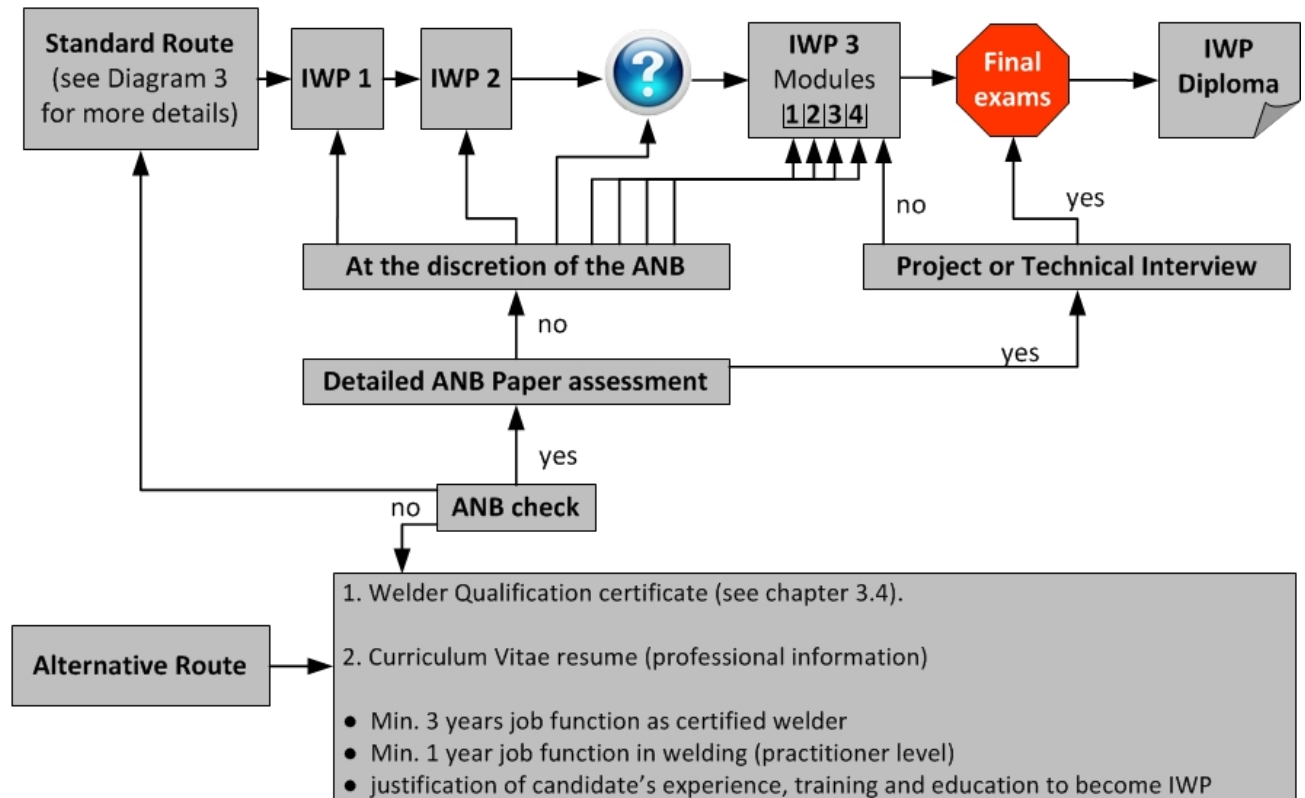 Standard Route
(see Diagram 3
for more details)
IWP 1
IWP 2
?
IWP 3
Modules
1 2 3 4
Final
exams
IWP
Diploma
no
yes
At the discretion of the ANB
Project or Technical Interview
no
yes
Detailed ANB Paper assessment
yes
no
ANB check
1. Welder Qualification certificate (see chapter 3.4).
Alternative Route
2. Curriculum Vitae resume (professional information)
● Min. 3 years job function as certified welder
● Min. 1 year job function in welding (practitioner level)
● justification of candidate’s experience, training and education to become IWP